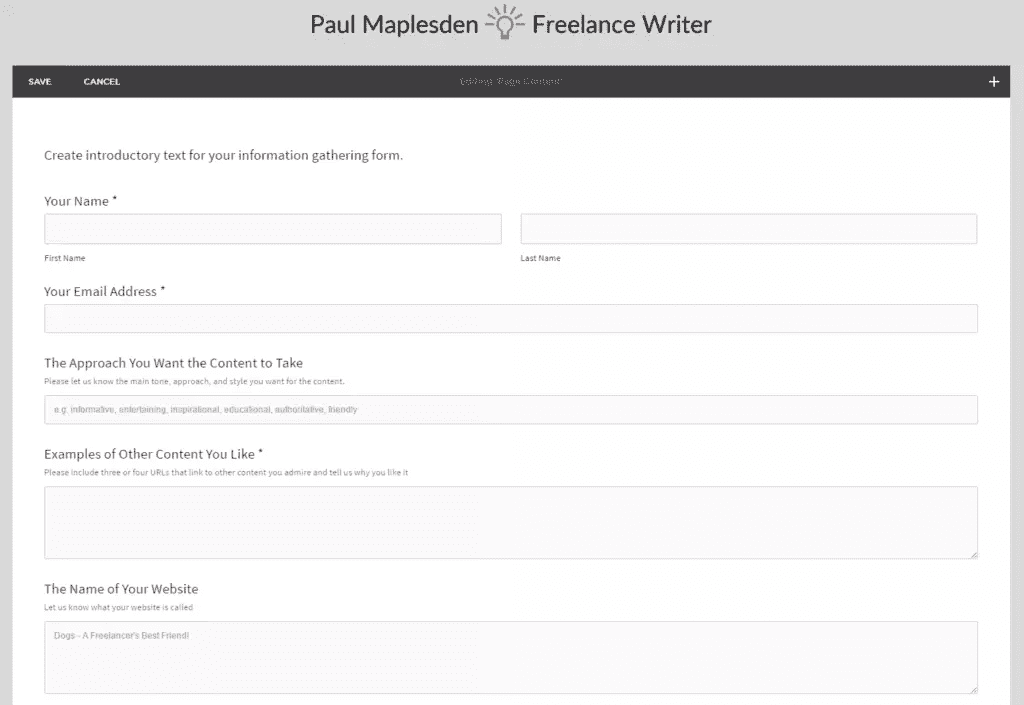 Paul Maplesden Freelance Writer
SAVE CANCEL Editing: Page Content +
Create introductory text for your information gathering form.
Your Name *
First Name Last Name
Your Email Address *
The Approach You Want the Content to Take
Please let us know the main tone, approach, and style you want for the content.
e.g. informative, entertaining, inspirational, educational, authoritative, friendly
Examples of Other Content You Like *
Please include three or four URLs that link to other content you admire and tell us why you like it
The Name of Your Website
Let us know what your website is called
Dogs - A Freelancer's Best Friend!